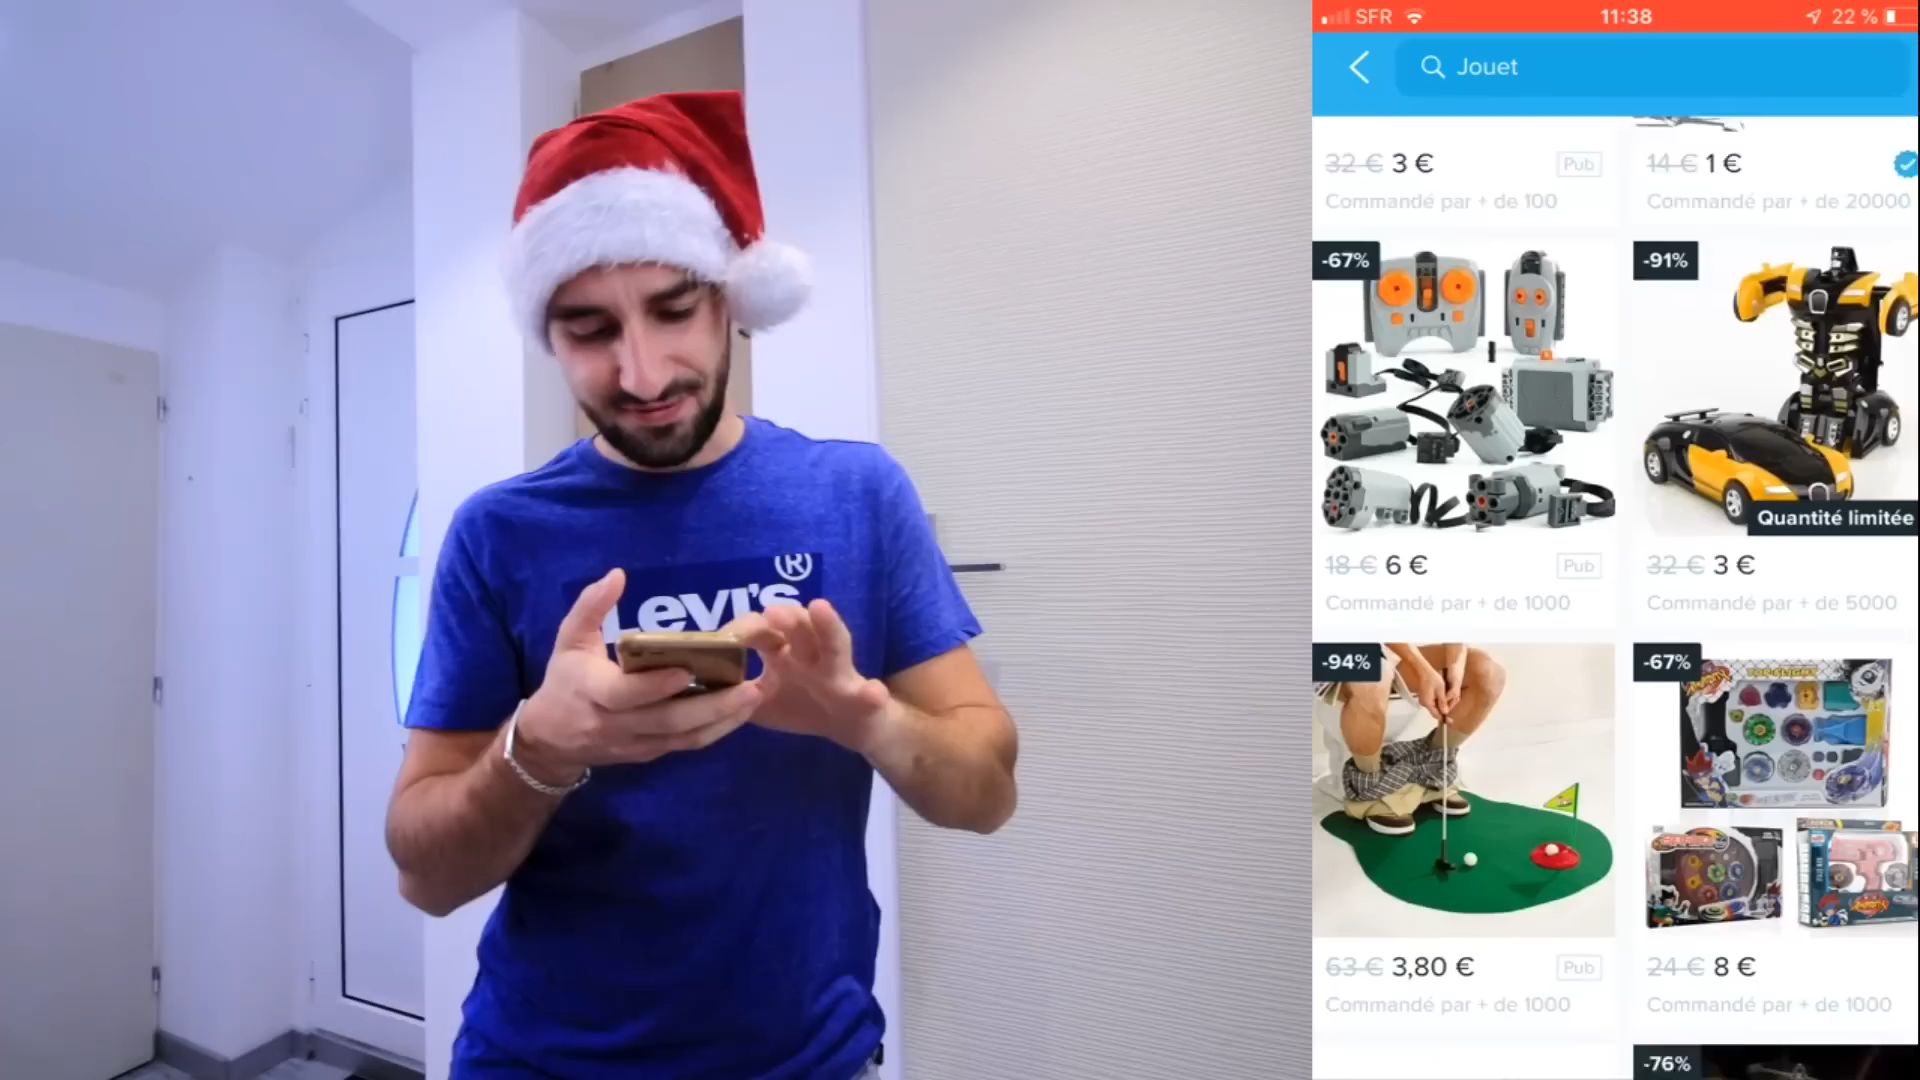 Levi's®
SFR
11:38
22 %
Jouet
32 € 3 €
Pub
Commandé par + de 100
14 € 1 €
Commandé par + de 20000
-67%
18 € 6 €
Pub
Commandé par + de 1000
-91%
Quantité limitée
32 € 3 €
Commandé par + de 5000
-94%
63 € 3,80 €
Pub
Commandé par + de 1000
-67%
TOP FLIGHT
24 € 8 €
Commandé par + de 1000
-76%